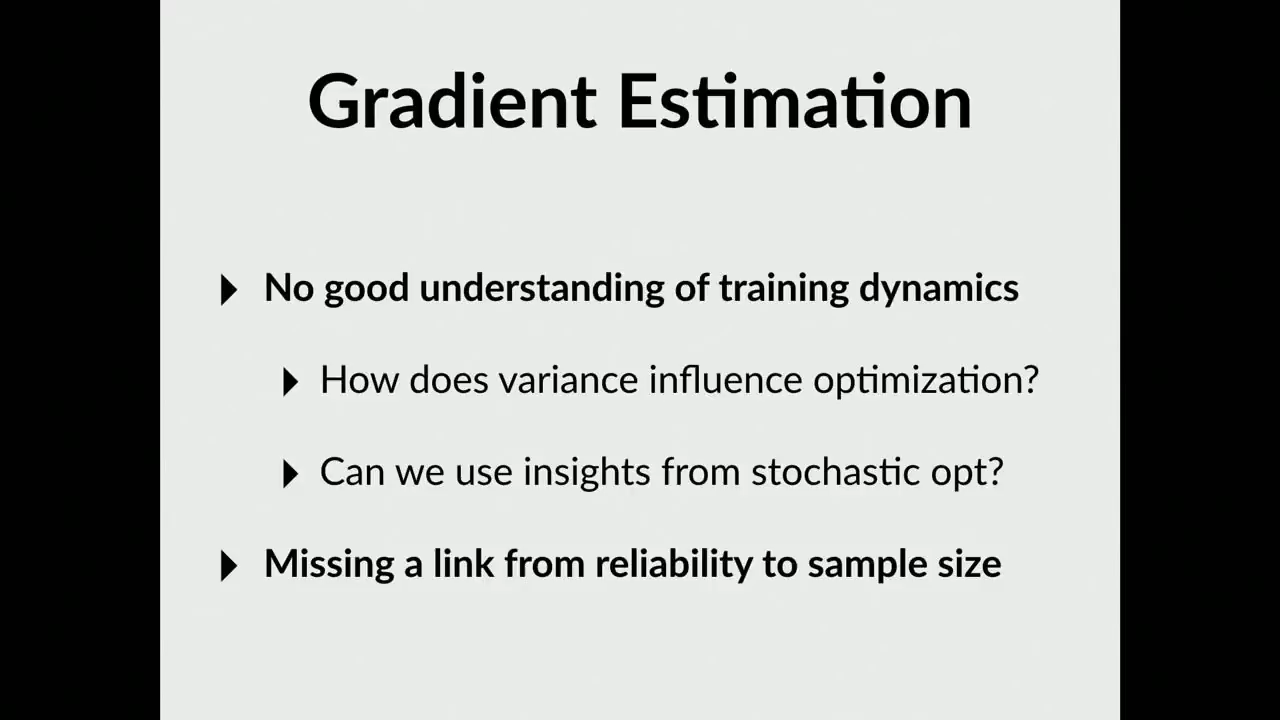 Gradient Estimation
No good understanding of training dynamics
How does variance influence optimization?
Can we use insights from stochastic opt?
Missing a link from reliability to sample size